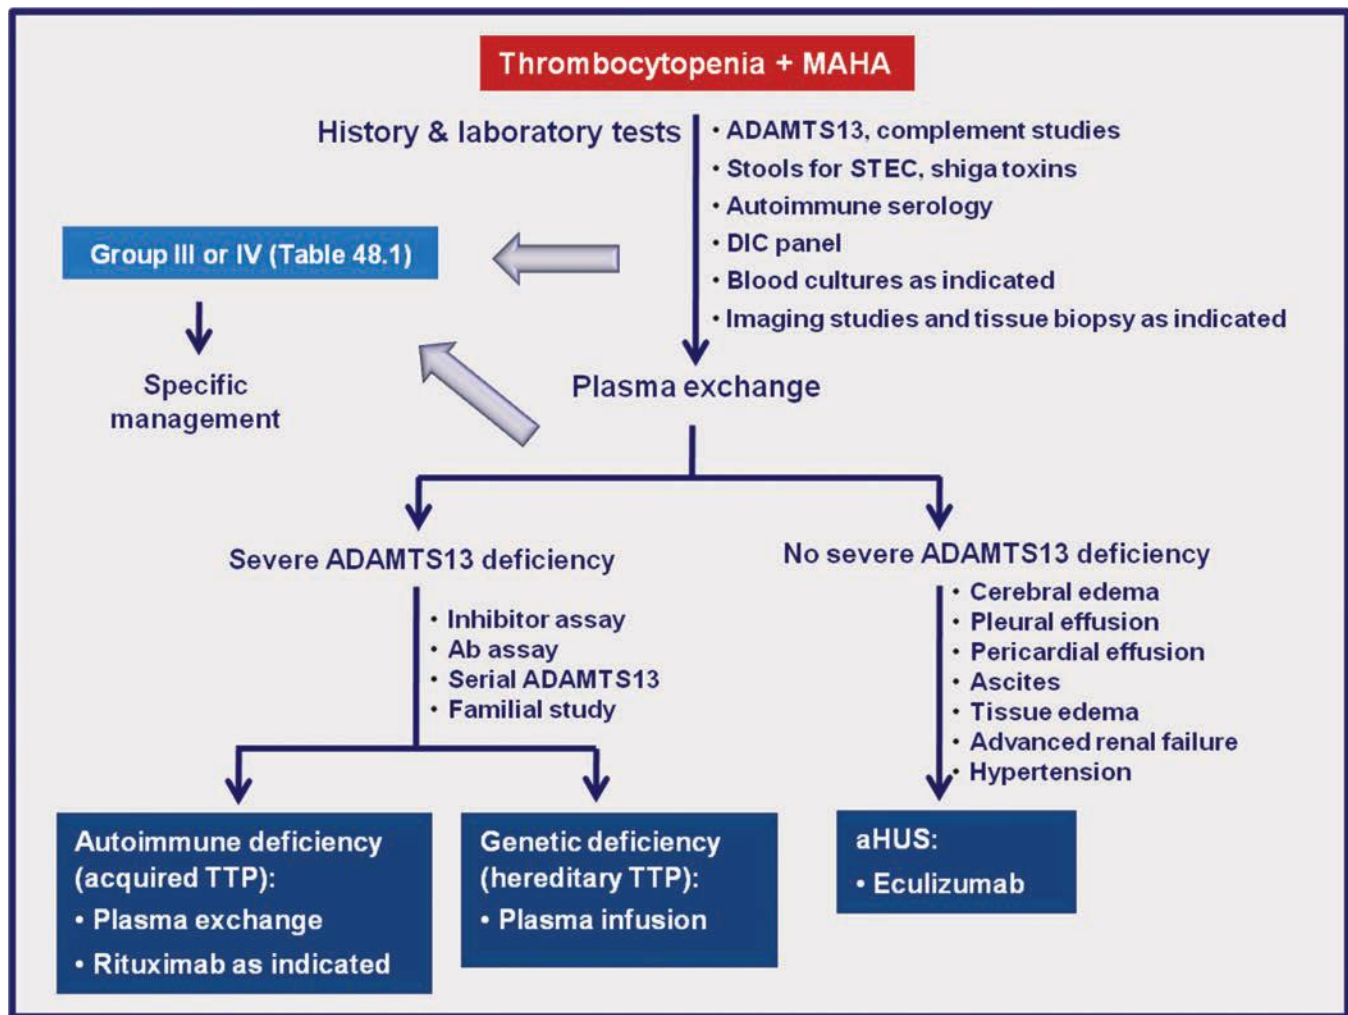 Thrombocytopenia + MAHA
History & laboratory tests
• ADAMTS13, complement studies
• Stools for STEC, shiga toxins
• Autoimmune serology
• DIC panel
• Blood cultures as indicated
• Imaging studies and tissue biopsy as indicated
Group III or IV (Table 48.1)
Specific
management
Plasma exchange
Severe ADAMTS13 deficiency
• Inhibitor assay
• Ab assay
• Serial ADAMTS13
• Familial study
No severe ADAMTS13 deficiency
• Cerebral edema
• Pleural effusion
• Pericardial effusion
• Ascites
• Tissue edema
• Advanced renal failure
• Hypertension
Autoimmune deficiency
(acquired TTP):
• Plasma exchange
• Rituximab as indicated
Genetic deficiency
(hereditary TTP):
• Plasma infusion
aHUS:
• Eculizumab